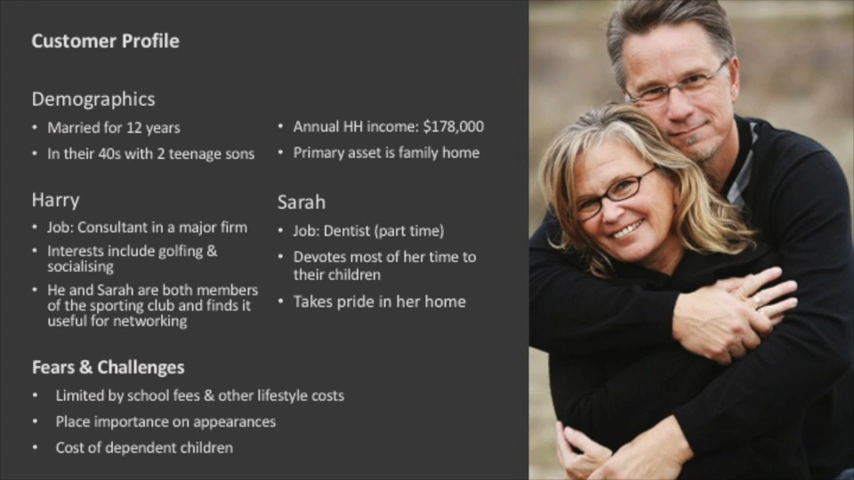 Customer Profile
Demographics
• Married for 12 years
• In their 40s with 2 teenage sons
• Annual HH income: $178,000
• Primary asset is family home
Harry
• Job: Consultant in a major firm
• Interests include golfing &
socialising
• He and Sarah are both members
of the sporting club and finds it
useful for networking
Sarah
• Job: Dentist (part time)
• Devotes most of her time to
their children
• Takes pride in her home
Fears & Challenges
• Limited by school fees & other lifestyle costs
• Place importance on appearances
• Cost of dependent children